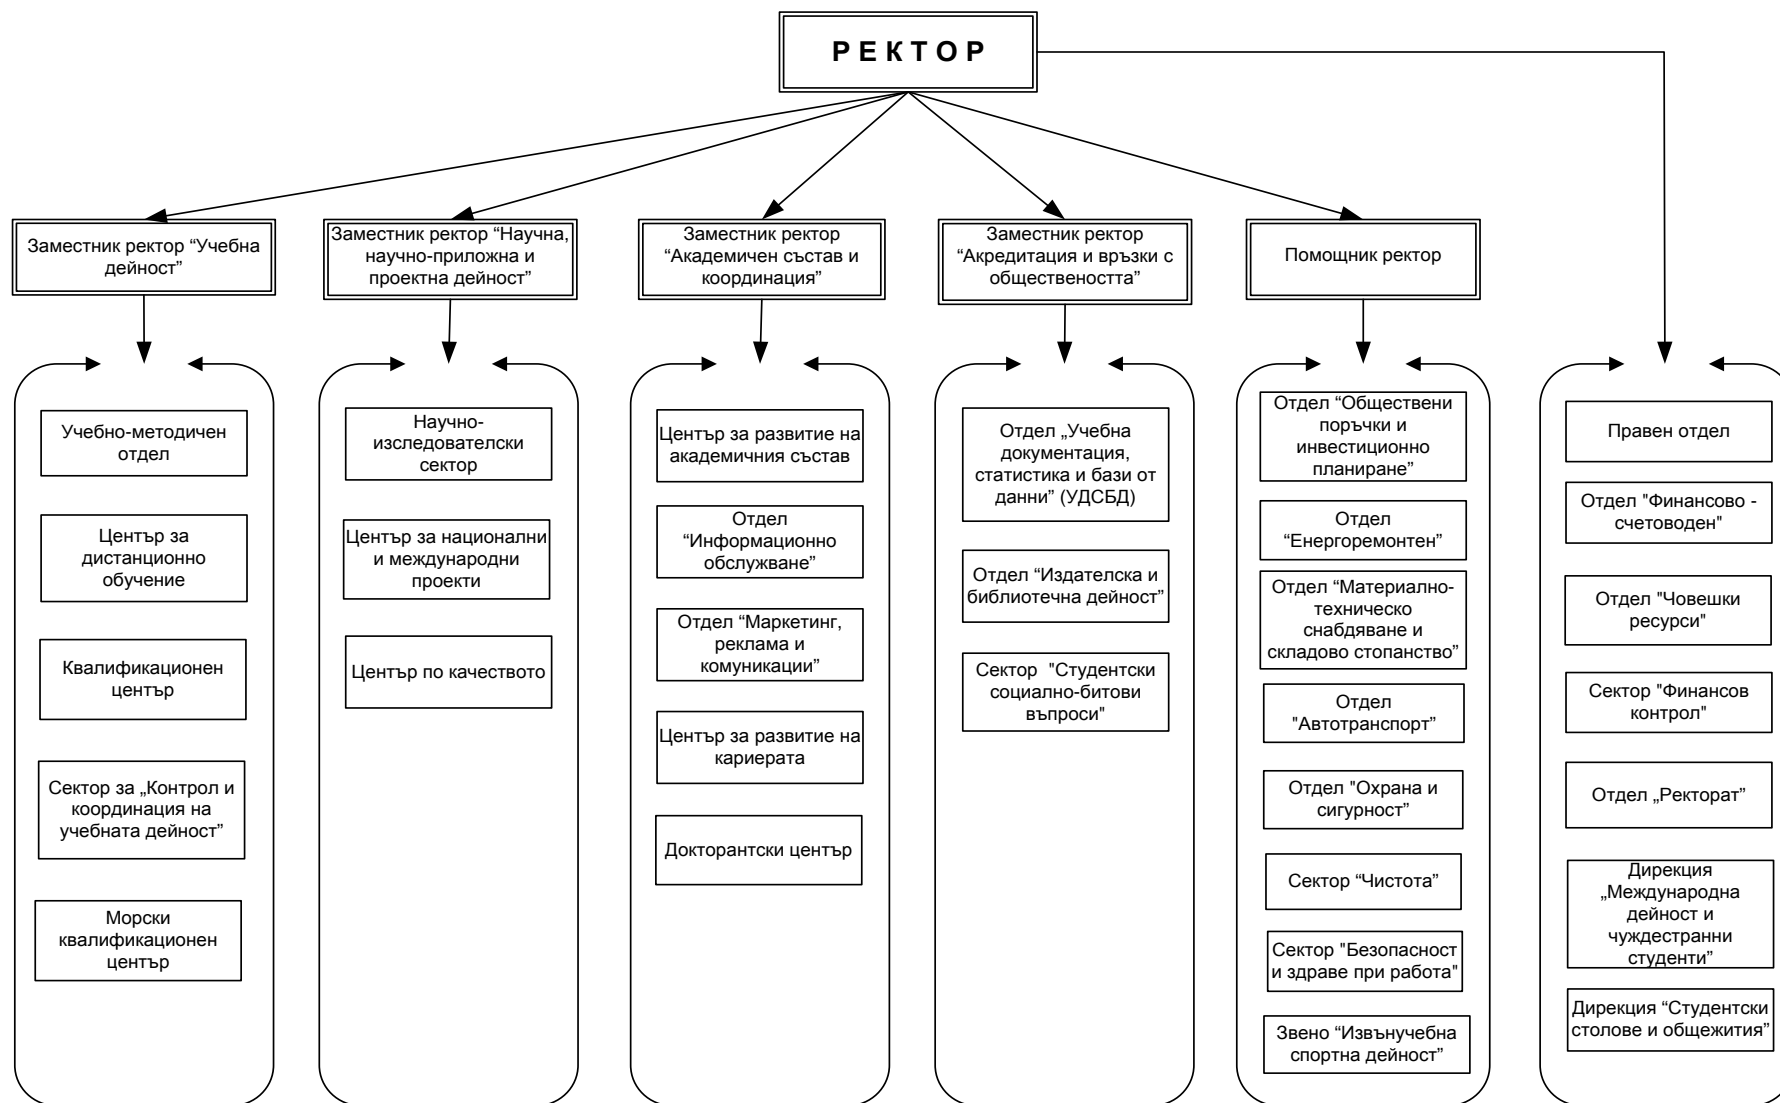 Р Е К Т О Р
Заместник ректор “Учебна
дейност”
Заместник ректор “Научна,
научно-приложна и
проектна дейност”
Заместник ректор
“Академичен състав и
координация”
Заместник ректор
“Акредитация и връзки с
обществеността”
Помощник ректор
Учебно-методичен
отдел
Център за
дистанционно
обучение
Квалификационен
център
Сектор за „Контрол и
координация на
учебната дейност”
Морски
квалификационен
център
Научно-
изследователски
сектор
Център за национални
и международни
проекти
Център по качеството
Център за развитие на
академичния състав
Отдел
“Информационно
обслужване”
Отдел “Маркетинг,
реклама и
комуникации”
Център за развитие на
кариерата
Докторантски център
Отдел „Учебна
документация,
статистика и бази от
данни” (УДСБД)
Отдел “Издателска и
библиотечна дейност”
Сектор "Студентски
социално-битови
въпроси"
Отдел “Обществени
поръчки и
инвестиционно
планиране”
Отдел
“Енергоремонтен”
Отдел “Материално-
техническо
снабдяване и
складово стопанство”
Отдел
"Автотранспорт”
Отдел "Охрана и
сигурност”
Сектор “Чистота”
Сектор "Безопасност
и здраве при работа"
Звено “Извънучебна
спортна дейност”
Правен отдел
Отдел "Финансово -
счетоводен"
Отдел "Човешки
ресурси"
Сектор "Финансов
контрол"
Отдел „Ректорат”
Дирекция
„Международна
дейност и
чуждестранни
студенти”
Дирекция “Студентски
столове и общежития”